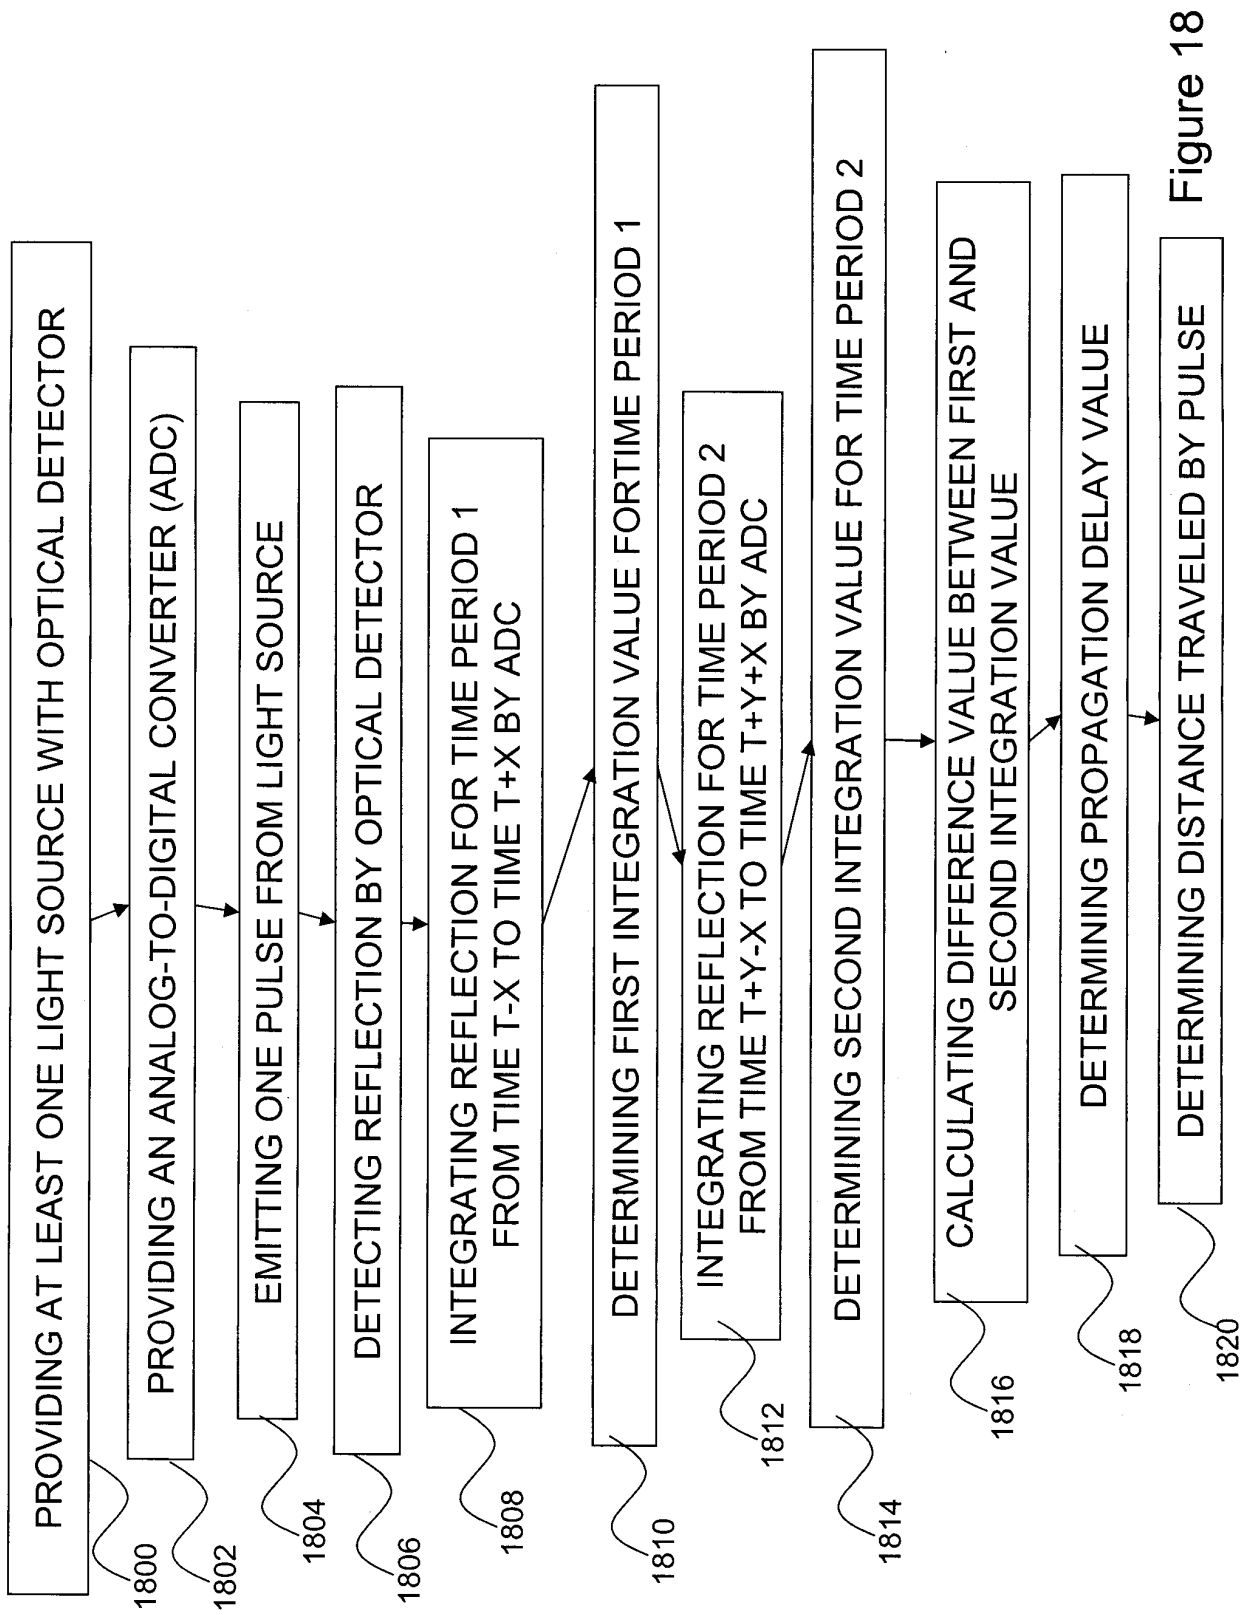 PROVIDING AT LEAST ONE LIGHT SOURCE WITH OPTICAL DETECTOR
1800
PROVIDING AN ANALOG-TO-DIGITAL CONVERTER (ADC)
1802
EMITTING ONE PULSE FROM LIGHT SOURCE
1804
DETECTING REFLECTION BY OPTICAL DETECTOR
1806
INTEGRATING REFLECTION FOR TIME PERIOD 1
FROM TIME T-X TO TIME T+X BY ADC
1808
DETERMINING FIRST INTEGRATION VALUE FORTIME PERIOD 1
1810
INTEGRATING REFLECTION FOR TIME PERIOD 2
FROM TIME T+Y-X TO TIME T+Y+X BY ADC
1812
DETERMINING SECOND INTEGRATION VALUE FOR TIME PERIOD 2
1814
CALCULATING DIFFERENCE VALUE BETWEEN FIRST AND
SECOND INTEGRATION VALUE
1816
DETERMINING PROPAGATION DELAY VALUE
1818
DETERMINING DISTANCE TRAVELED BY PULSE
1820
Figure 18